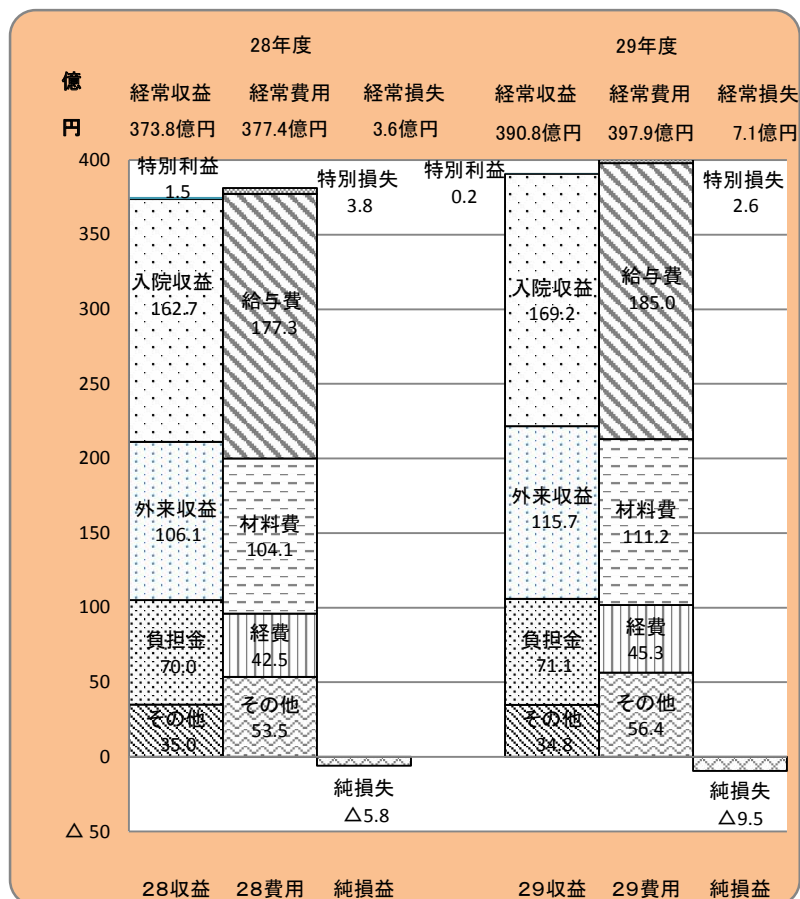 28年度 29年度
億
円
経常収益 経常費用 経常損失 経常収益 経常費用 経常損失
373.8億円 377.4億円 3.6億円 390.8億円 397.9億円 7.1億円
400
特別利益 特別損失 特別利益 特別損失
1.5 3.8 0.2 2.6
350
入院収益 給与費 入院収益 給与費
162.7 177.3 169.2 185.0
300
250
200
外来収益 材料費 外来収益 材料費
106.1 104.1 115.7 111.2
150
100
負担金 経費 負担金 経費
70.0 42.5 71.1 45.3
50
その他 その他 その他 その他
35.0 53.5 34.8 56.4
0
純損失 純損失
△5.8 △9.5
△ 50
28収益 28費用 純損益 29収益 29費用 純損益